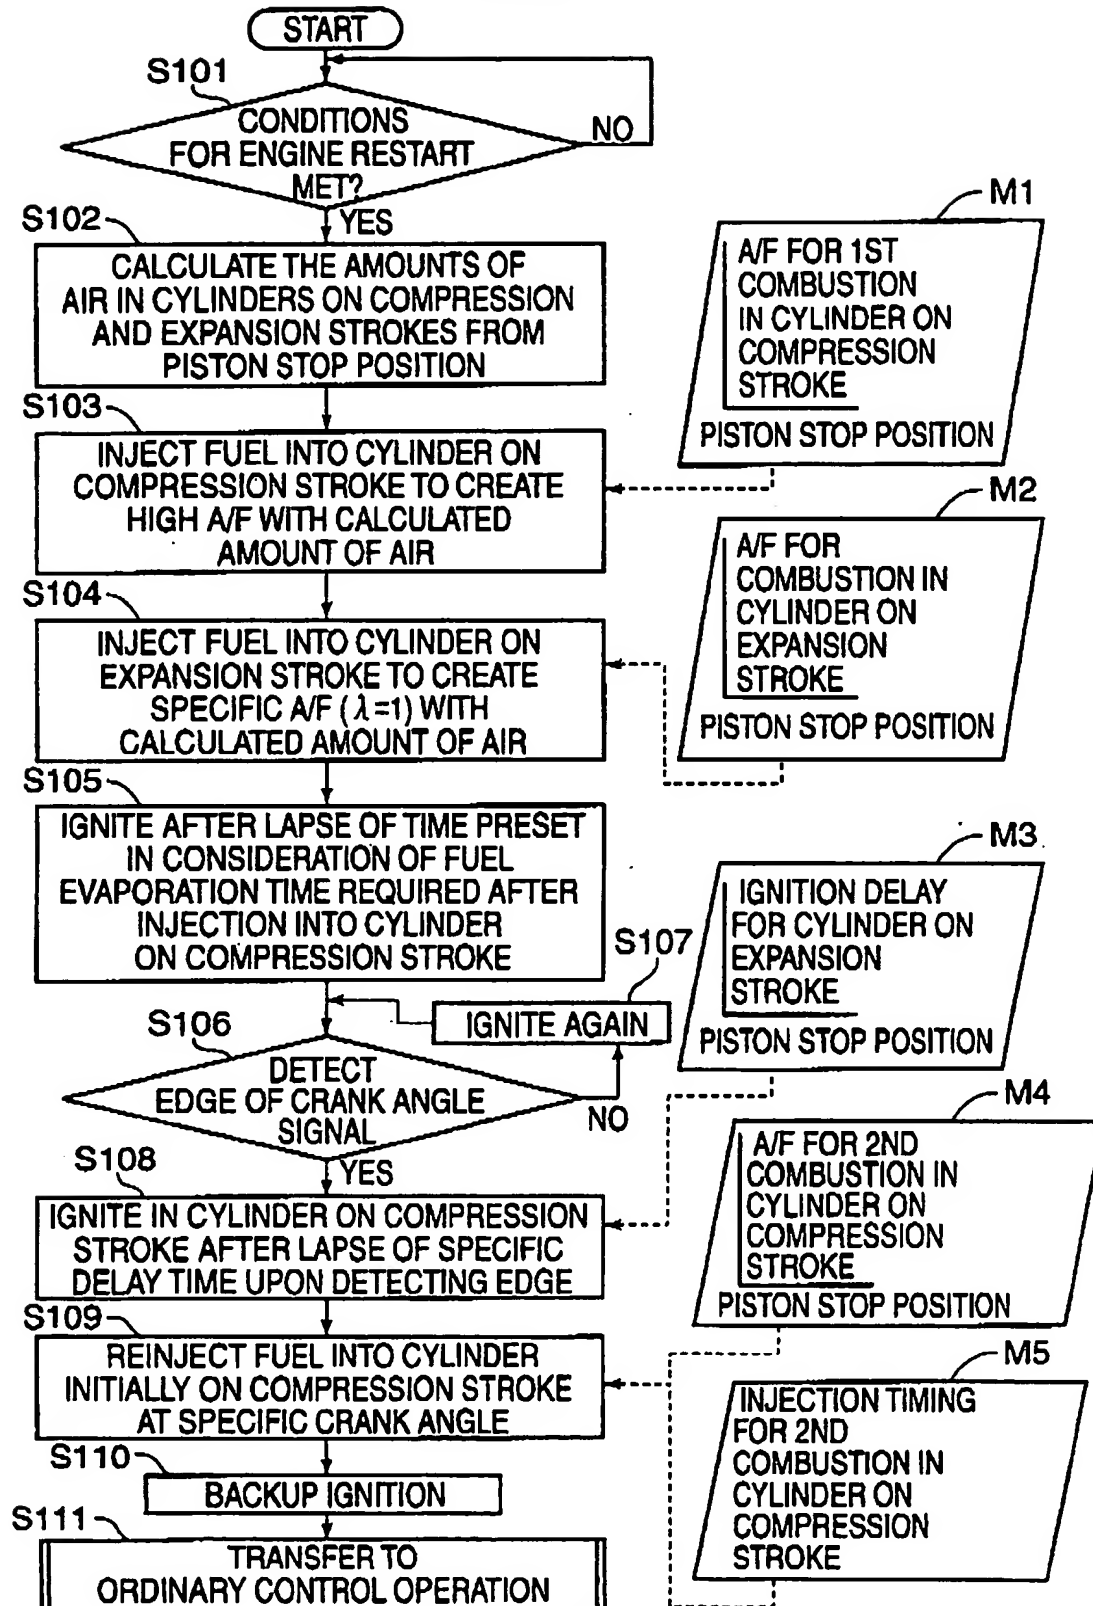 START
S101
CONDITIONS
FOR ENGINE RESTART
MET?
NO
YES
S102
CALCULATE THE AMOUNTS OF
AIR IN CYLINDERS ON COMPRESSION
AND EXPANSION STROKES FROM
PISTON STOP POSITION
M1
A/F FOR 1ST
COMBUSTION
IN CYLINDER ON
COMPRESSION
STROKE
PISTON STOP POSITION
S103
INJECT FUEL INTO CYLINDER ON
COMPRESSION STROKE TO CREATE
HIGH A/F WITH CALCULATED
AMOUNT OF AIR
M2
A/F FOR
COMBUSTION IN
CYLINDER ON
EXPANSION
STROKE
PISTON STOP POSITION
S104
INJECT FUEL INTO CYLINDER ON
EXPANSION STROKE TO CREATE
SPECIFIC A/F (λ=1) WITH
CALCULATED AMOUNT OF AIR
S105
IGNITE AFTER LAPSE OF TIME PRESET
IN CONSIDERATION OF FUEL
EVAPORATION TIME REQUIRED AFTER
INJECTION INTO CYLINDER
ON COMPRESSION STROKE
M3
IGNITION DELAY
FOR CYLINDER ON
EXPANSION
STROKE
PISTON STOP POSITION
S107
IGNITE AGAIN
S106
DETECT
EDGE OF CRANK ANGLE
SIGNAL
NO
YES
M4
A/F FOR 2ND
COMBUSTION IN
CYLINDER ON
COMPRESSION
STROKE
PISTON STOP POSITION
S108
IGNITE IN CYLINDER ON COMPRESSION
STROKE AFTER LAPSE OF SPECIFIC
DELAY TIME UPON DETECTING EDGE
S109
REINJECT FUEL INTO CYLINDER
INITIALLY ON COMPRESSION STROKE
AT SPECIFIC CRANK ANGLE
M5
INJECTION TIMING
FOR 2ND
COMBUSTION IN
CYLINDER ON
COMPRESSION
STROKE
S110
BACKUP IGNITION
S111
TRANSFER TO
ORDINARY CONTROL OPERATION